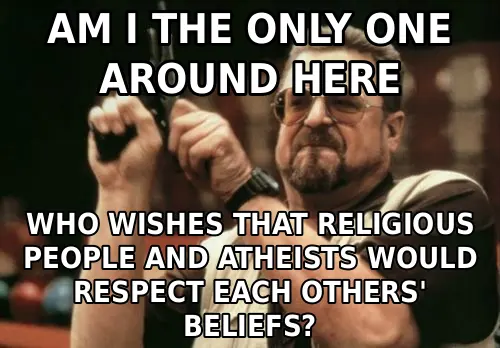 AM I THE ONLY ONE
AROUND HERE
WHO WISHES THAT RELIGIOUS
PEOPLE AND ATHEISTS WOULD
RESPECT EACH OTHERS'
BELIEFS?